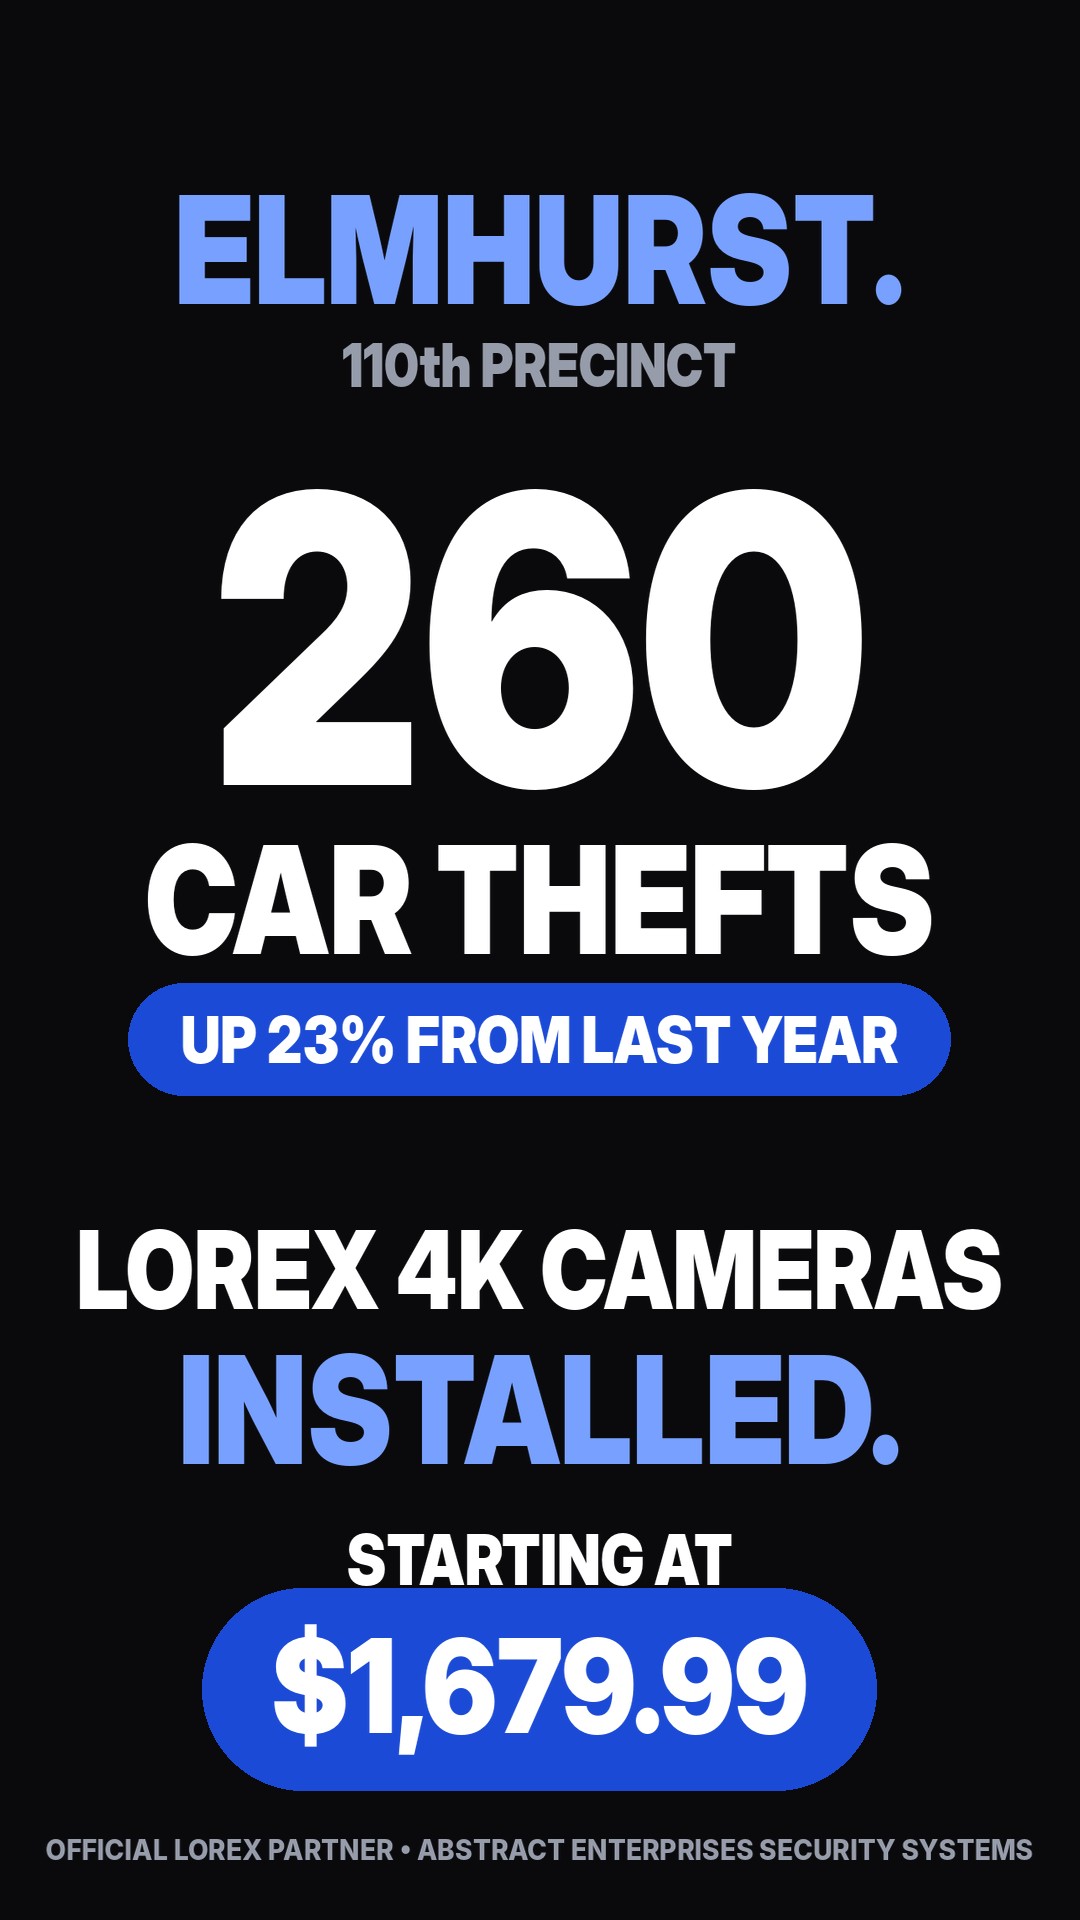 ELMHURST.
110th PRECINCT
260
CAR THEFTS
UP 23% FROM LAST YEAR
LOREX 4K CAMERAS
INSTALLED.
STARTING AT
$1,679.99
OFFICIAL LOREX PARTNER • ABSTRACT ENTERPRISES SECURITY SYSTEMS